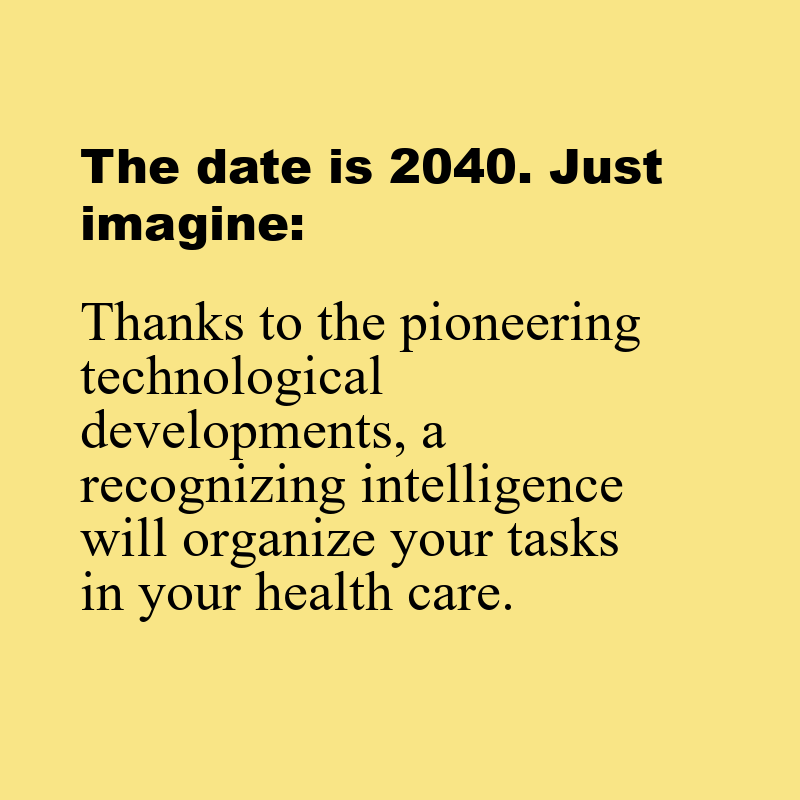 The date is 2040. Just
imagine:
Thanks to the pioneering
technological
developments, a
recognizing intelligence
will organize your tasks
in your health care.